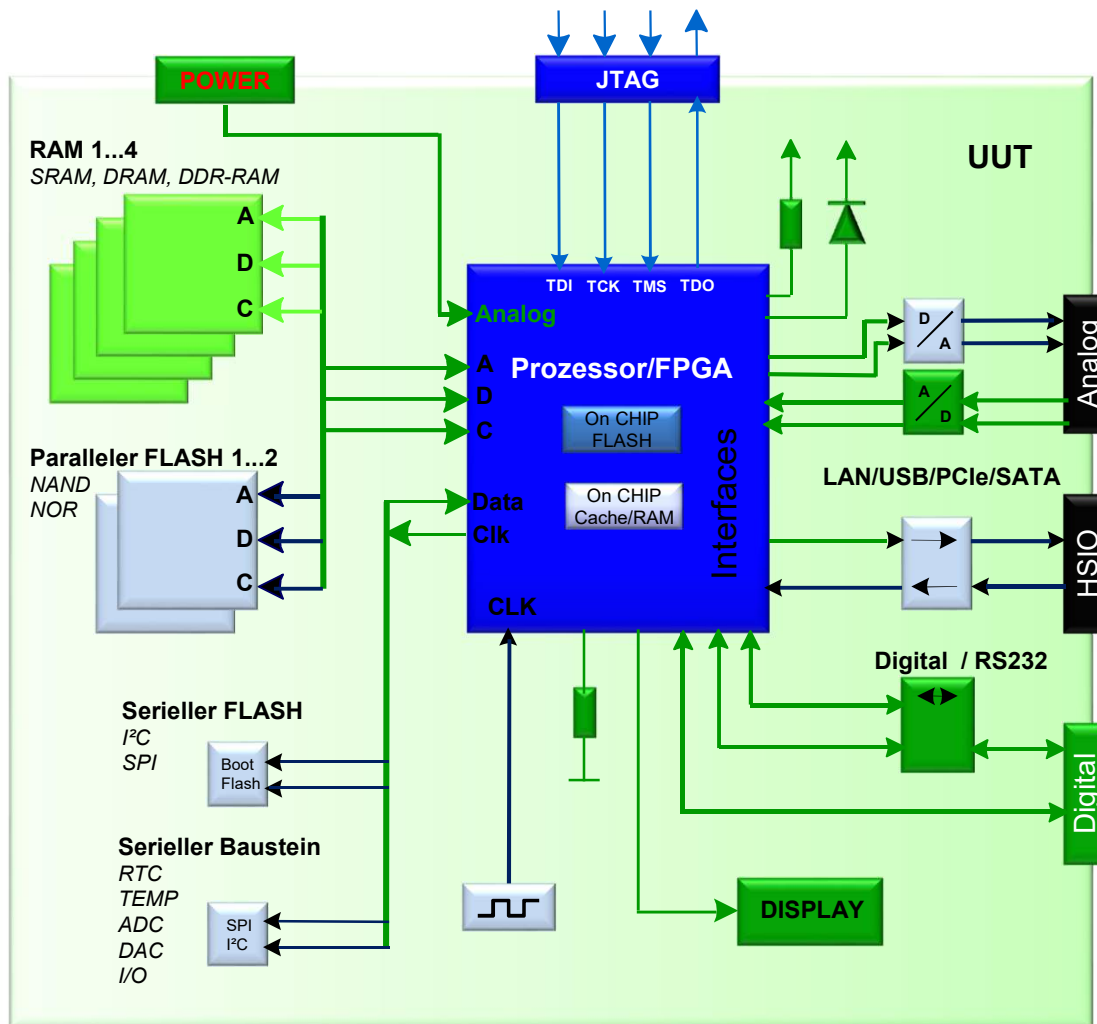 POWER
JTAG
UUT
RAM 1...4
SRAM, DRAM, DDR-RAM
A
D
C
TDI TCK TMS TDO
Analog
A
D
C
Prozessor/FPGA
On CHIP
FLASH
On CHIP
Cache/RAM
Interfaces
Data
Clk
CLK
D
A
A
D
Analog
LAN/USB/PCIe/SATA
HSIO
Digital / RS232
Digital
Paralleler FLASH 1...2
NAND
NOR
A
D
C
Serieller FLASH
I²C
SPI
Boot
Flash
Serieller Baustein
RTC
TEMP
ADC
DAC
I/O
SPI
I²C
DISPLAY